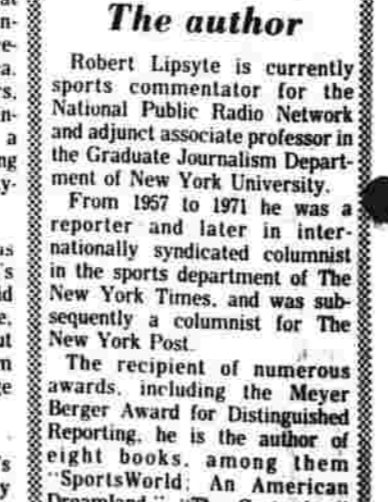 The author
Robert Lipsyte is currently
sports commentator for the
National Public Radio Network
and adjunct associate professor in
the Graduate Journalism Depart-
ment of New York University.
From 1957 to 1971 he was a
reporter and later in inter-
nationally syndicated columnist
in the sports department of The
New York Times, and was sub-
sequently a columnist for The
New York Post.
The recipient of numerous
awards, including the Meyer
Berger Award for Distinguished
Reporting, he is the author of
eight books, among them
"SportsWorld: An American